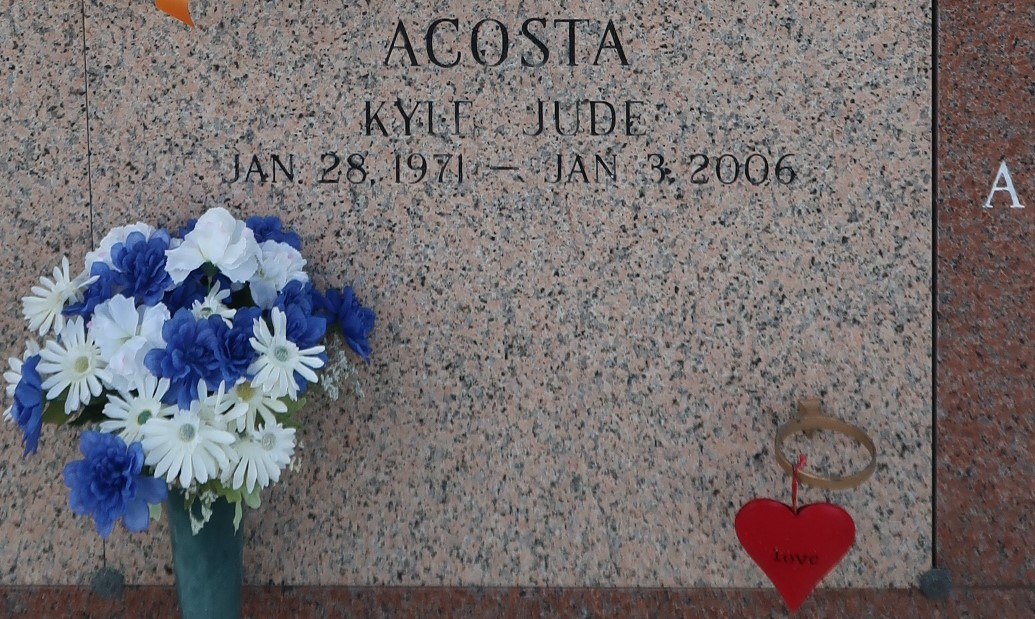 ACOSTA
KYLE JUDE
JAN. 28, 1971 – JAN 3, 2006
A
love